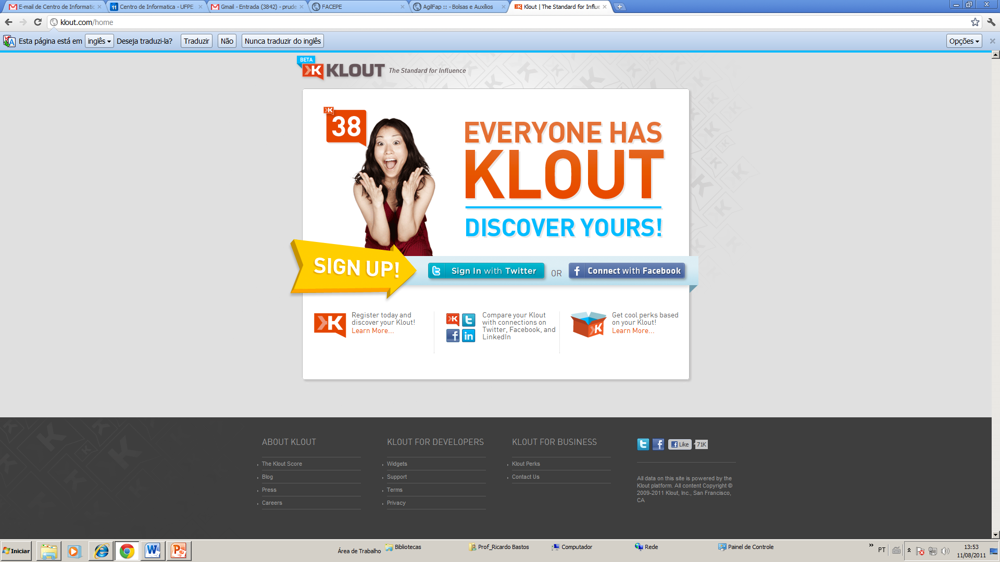 E-mail de Centro de Informatic
Centro de Informatica - UFPE
Gmail - Entrada (3842) - prude
FACEPE
AgilFap :: - Bolsas e Auxílios
Klout | The Standard for Influe
klout.com/home
Esta página está em inglês Deseja traduzi-la? Traduzir Não Nunca traduzir do inglês Opções
BETA
KLOUT The Standard for Influence
38
EVERYONE HAS
KLOUT
DISCOVER YOURS!
SIGN UP!
Sign In with Twitter OR Connect with Facebook
Register today and
discover your Klout!
Learn More...
Compare your Klout
with connections on
Twitter, Facebook, and
LinkedIn
Get cool perks based
on your Klout!
Learn More...
ABOUT KLOUT
The Klout Score
Blog
Press
Careers
KLOUT FOR DEVELOPERS
Widgets
Support
Terms
Privacy
KLOUT FOR BUSINESS
Klout Perks
Contact Us
Like 71K
All data on this site is powered by the
Klout platform. All content Copyright ©
2009-2011 Klout, Inc., San Francisco,
CA
Iniciar
Área de Trabalho
Bibliotecas
Prof_Ricardo Bastos
Computador
Rede
Painel de Controle
PT
13:53
11/08/2011